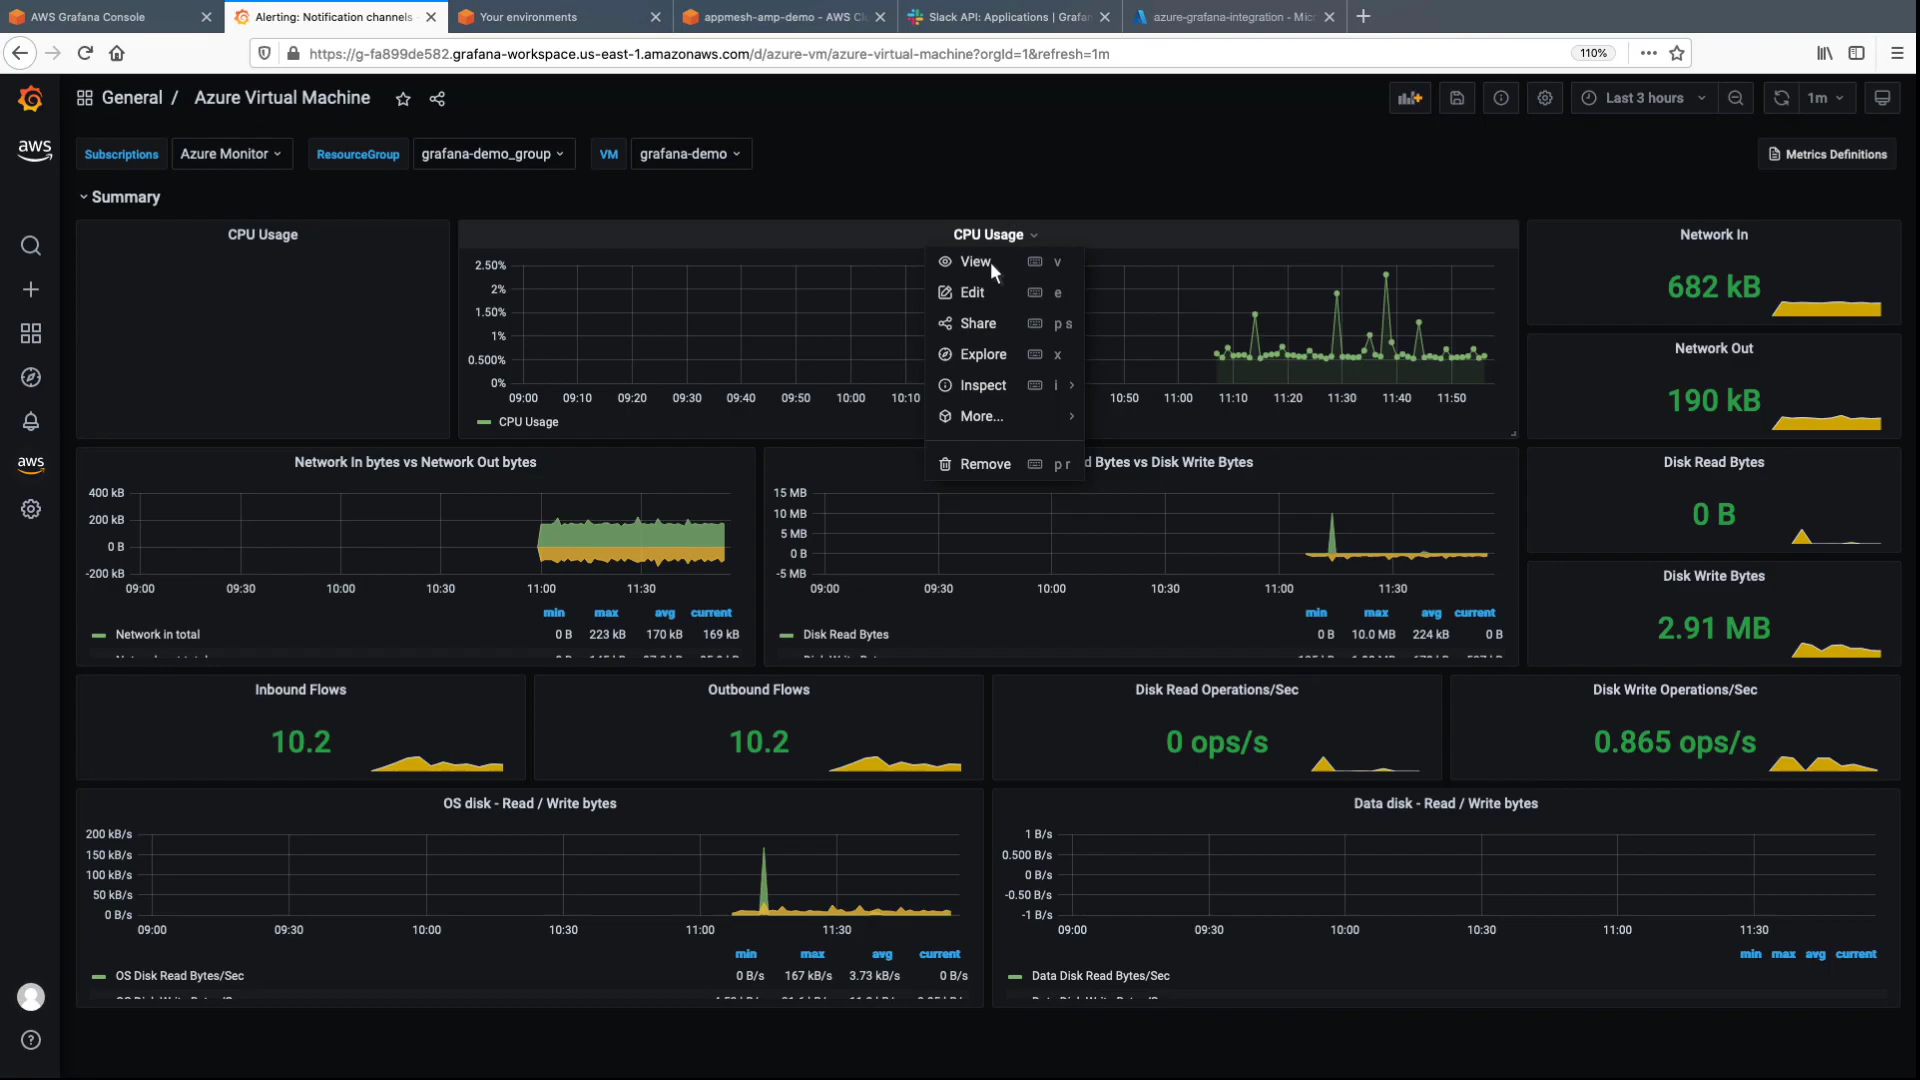 AWS Grafana Console
Alerting: Notification channels
Your environments
appmesh-amp-demo - AWS Cl
Slack API: Applications | Grafan
azure-grafana-integration - Micr
https://g-fa899de582.grafana-workspace.us-east-1.amazonaws.com/d/azure-vm/azure-virtual-machine?orgId=1&refresh=1m
110%
General / Azure Virtual Machine
Last 3 hours
1m
aws
Subscriptions Azure Monitor
ResourceGroup grafana-demo_group
VM grafana-demo
Metrics Definitions
Summary
CPU Usage
CPU Usage
2.50%
2%
1.50%
1%
0.500%
0%
09:00 09:10 09:20 09:30 09:40 09:50 10:00 10:10 10:50 11:00 11:10 11:20 11:30 11:40 11:50
CPU Usage
View v
Edit e
Share p s
Explore x
Inspect i
More...
Remove p r
Network In
682 kB
Network Out
190 kB
aws
Network In bytes vs Network Out bytes
400 kB
200 kB
0 B
-200 kB
09:00 09:30 10:00 10:30 11:00 11:30
min max avg current
Network in total 0 B 223 kB 170 kB 169 kB
d Bytes vs Disk Write Bytes
15 MB
10 MB
5 MB
0 B
-5 MB
09:00 09:30 10:00 10:30 11:00 11:30
min max avg current
Disk Read Bytes 0 B 10.0 MB 224 kB 0 B
Disk Read Bytes
0 B
Disk Write Bytes
2.91 MB
Inbound Flows
10.2
Outbound Flows
10.2
Disk Read Operations/Sec
0 ops/s
Disk Write Operations/Sec
0.865 ops/s
OS disk - Read / Write bytes
200 kB/s
150 kB/s
100 kB/s
50 kB/s
0 B/s
09:00 09:30 10:00 10:30 11:00 11:30
min max avg current
OS Disk Read Bytes/Sec 0 B/s 167 kB/s 3.73 kB/s 0 B/s
Data disk - Read / Write bytes
1 B/s
0.500 B/s
0 B/s
-0.50 B/s
-1 B/s
09:00 09:30 10:00 10:30 11:00 11:30
min max avg current
Data Disk Read Bytes/Sec